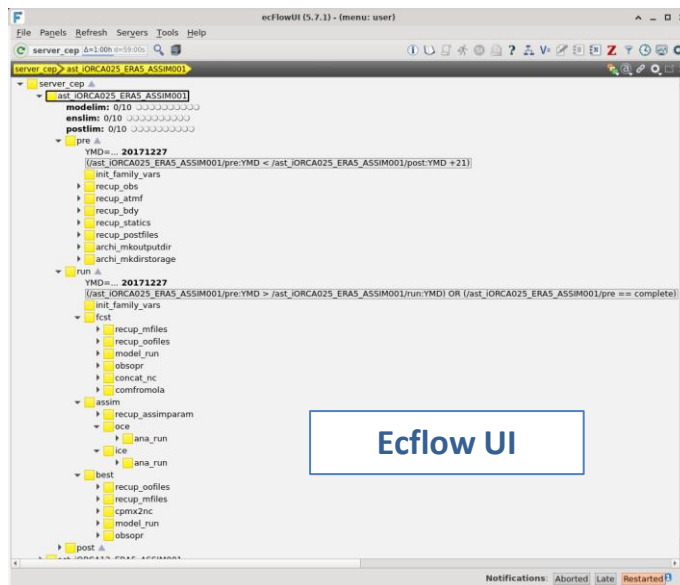 ecFlowUI (5.7.1) - (menu: user)
File Panels Refresh Servers Tools Help
server_cep Δ=1:00h d=59:00s
server_cep ast_iORCA025_ERA5_ASSIM001
server_cep
ast_iORCA025_ERA5_ASSIM001
modelim: 0/10
enslim: 0/10
postlim: 0/10
pre
YMD=... 20171227
(/ast_iORCA025_ERA5_ASSIM001/pre:YMD < /ast_iORCA025_ERA5_ASSIM001/post:YMD +21)
init_family_vars
recup_obs
recup_atmf
recup_bdy
recup_statics
recup_postfiles
archi_mkoutputdir
archi_mkdirstorage
run
YMD=... 20171227
(/ast_iORCA025_ERA5_ASSIM001/pre:YMD > /ast_iORCA025_ERA5_ASSIM001/run:YMD) OR (/ast_iORCA025_ERA5_ASSIM001/pre == complete)
init_family_vars
fcst
recup_mfiles
recup_oofiles
model_run
obsopr
concat_nc
comfromola
assim
recup_assimparam
oce
ana_run
ice
ana_run
best
recup_oofiles
recup_mfiles
cpmx2nc
model_run
obsopr
post
Ecflow UI
Notifications: Aborted Late Restarted